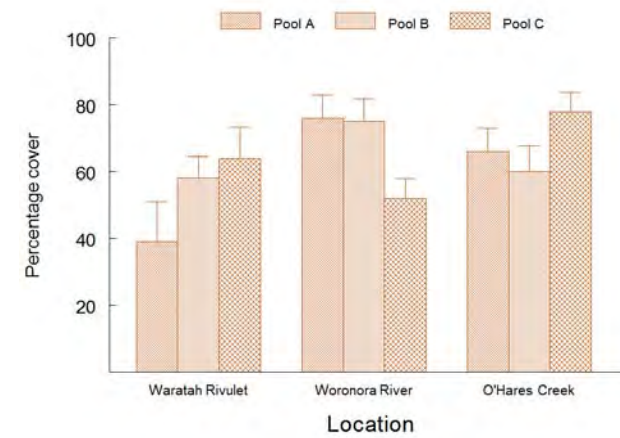 Pool A Pool B Pool C
100
80
60
40
20
Percentage cover
Waratah Rivulet Woronora River O'Hares Creek
Location